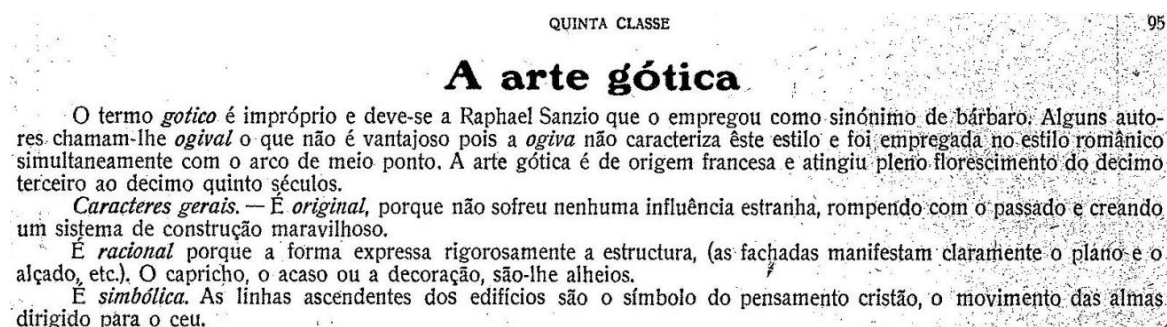 QUINTA CLASSE 95
A arte gótica
O termo gotico é impróprio e deve-se a Raphael Sanzio que o empregou como sinónimo de bárbaro. Alguns auto-
res chamam-lhe ogival o que não é vantajoso pois a ogiva não caracteriza êste estilo e foi empregada no estilo românico
simultaneamente com o arco de meio ponto. A arte gótica é de origem francesa e atingiu pleno florescimento do decimo
terceiro ao decimo quinto séculos.
Caracteres gerais. — É original, porque não sofreu nenhuma influência estranha, rompendo com o passado e creando
um sistema de construção maravilhoso.
É racional porque a forma expressa rigorosamente a estructura, (as fachadas manifestam claramente o plano e o
alçado, etc.). O capricho, o acaso ou a decoração, são-lhe alheios.
É simbólica. As linhas ascendentes dos edifícios são o símbolo do pensamento cristão, o movimento das almas
dirigido para o ceu.